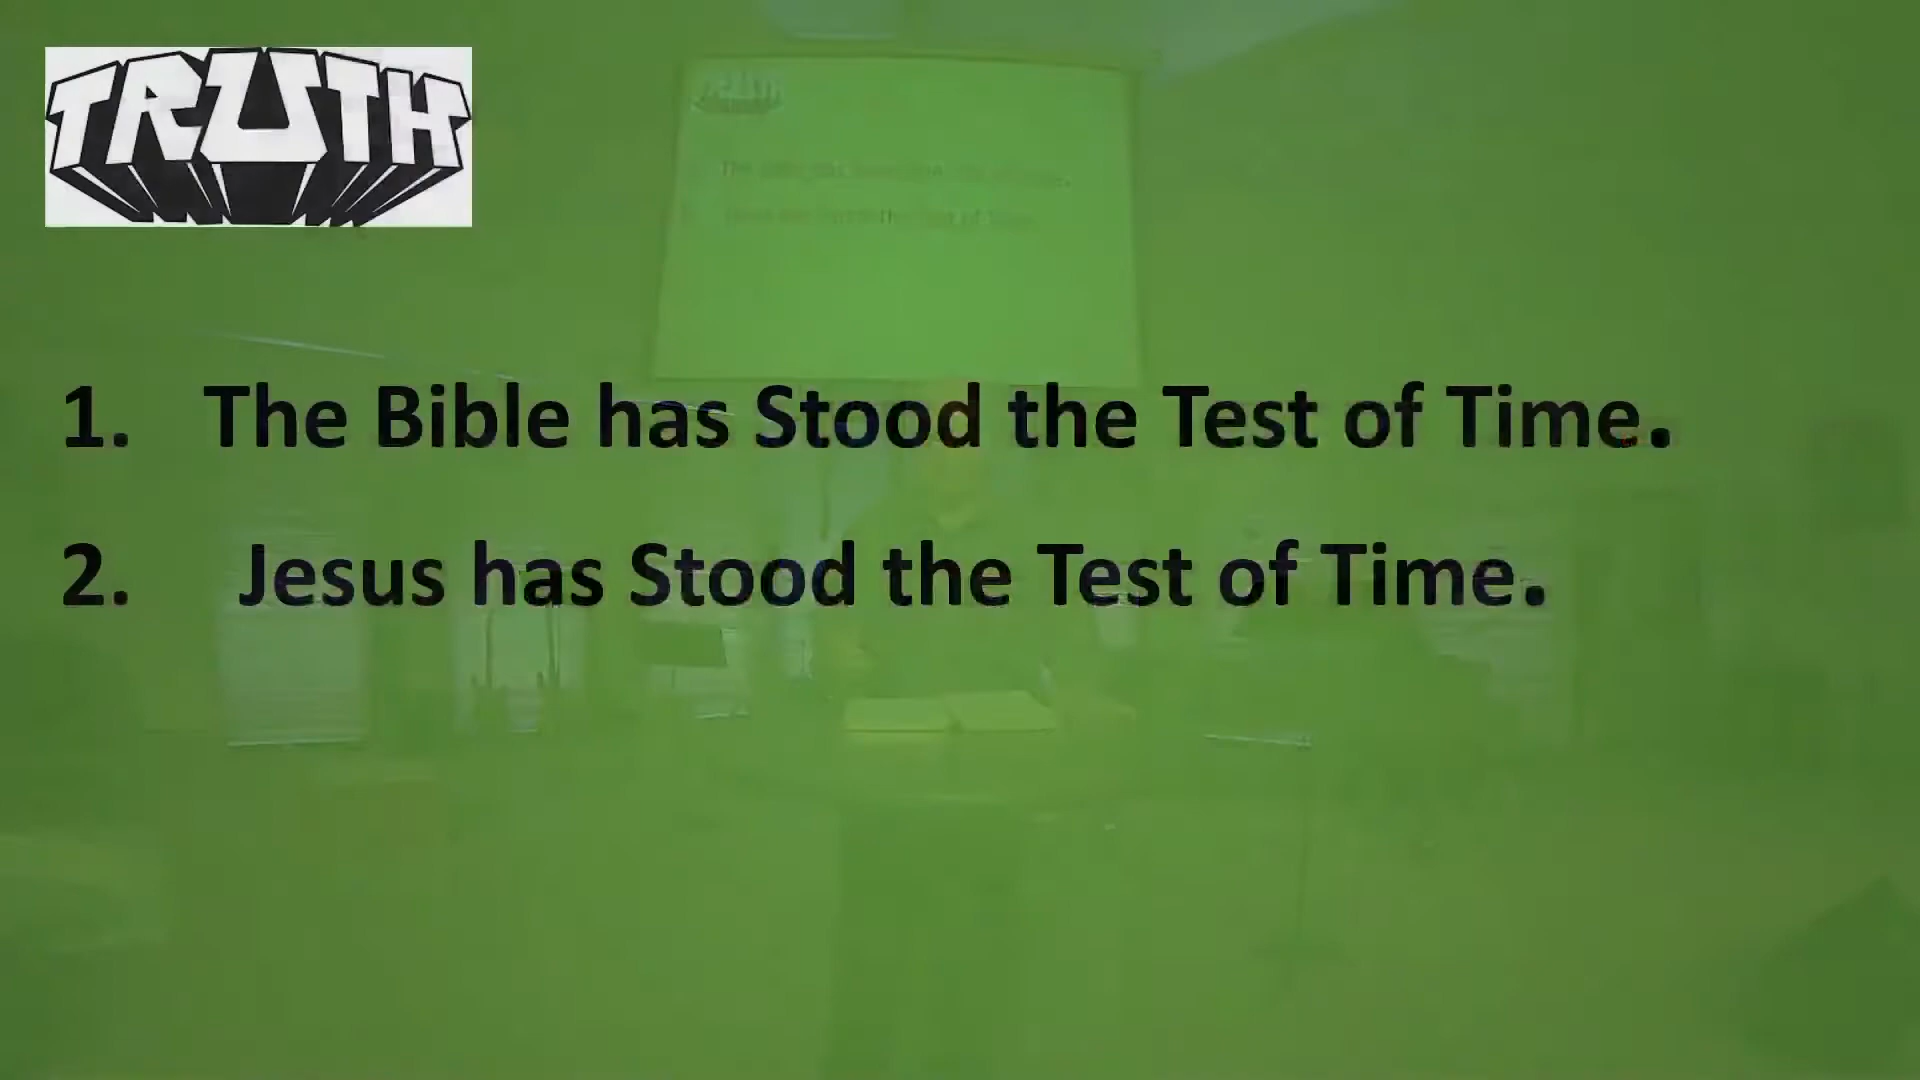 TRUTH
1. The Bible has Stood the Test of Time.
2. Jesus has Stood the Test of Time.